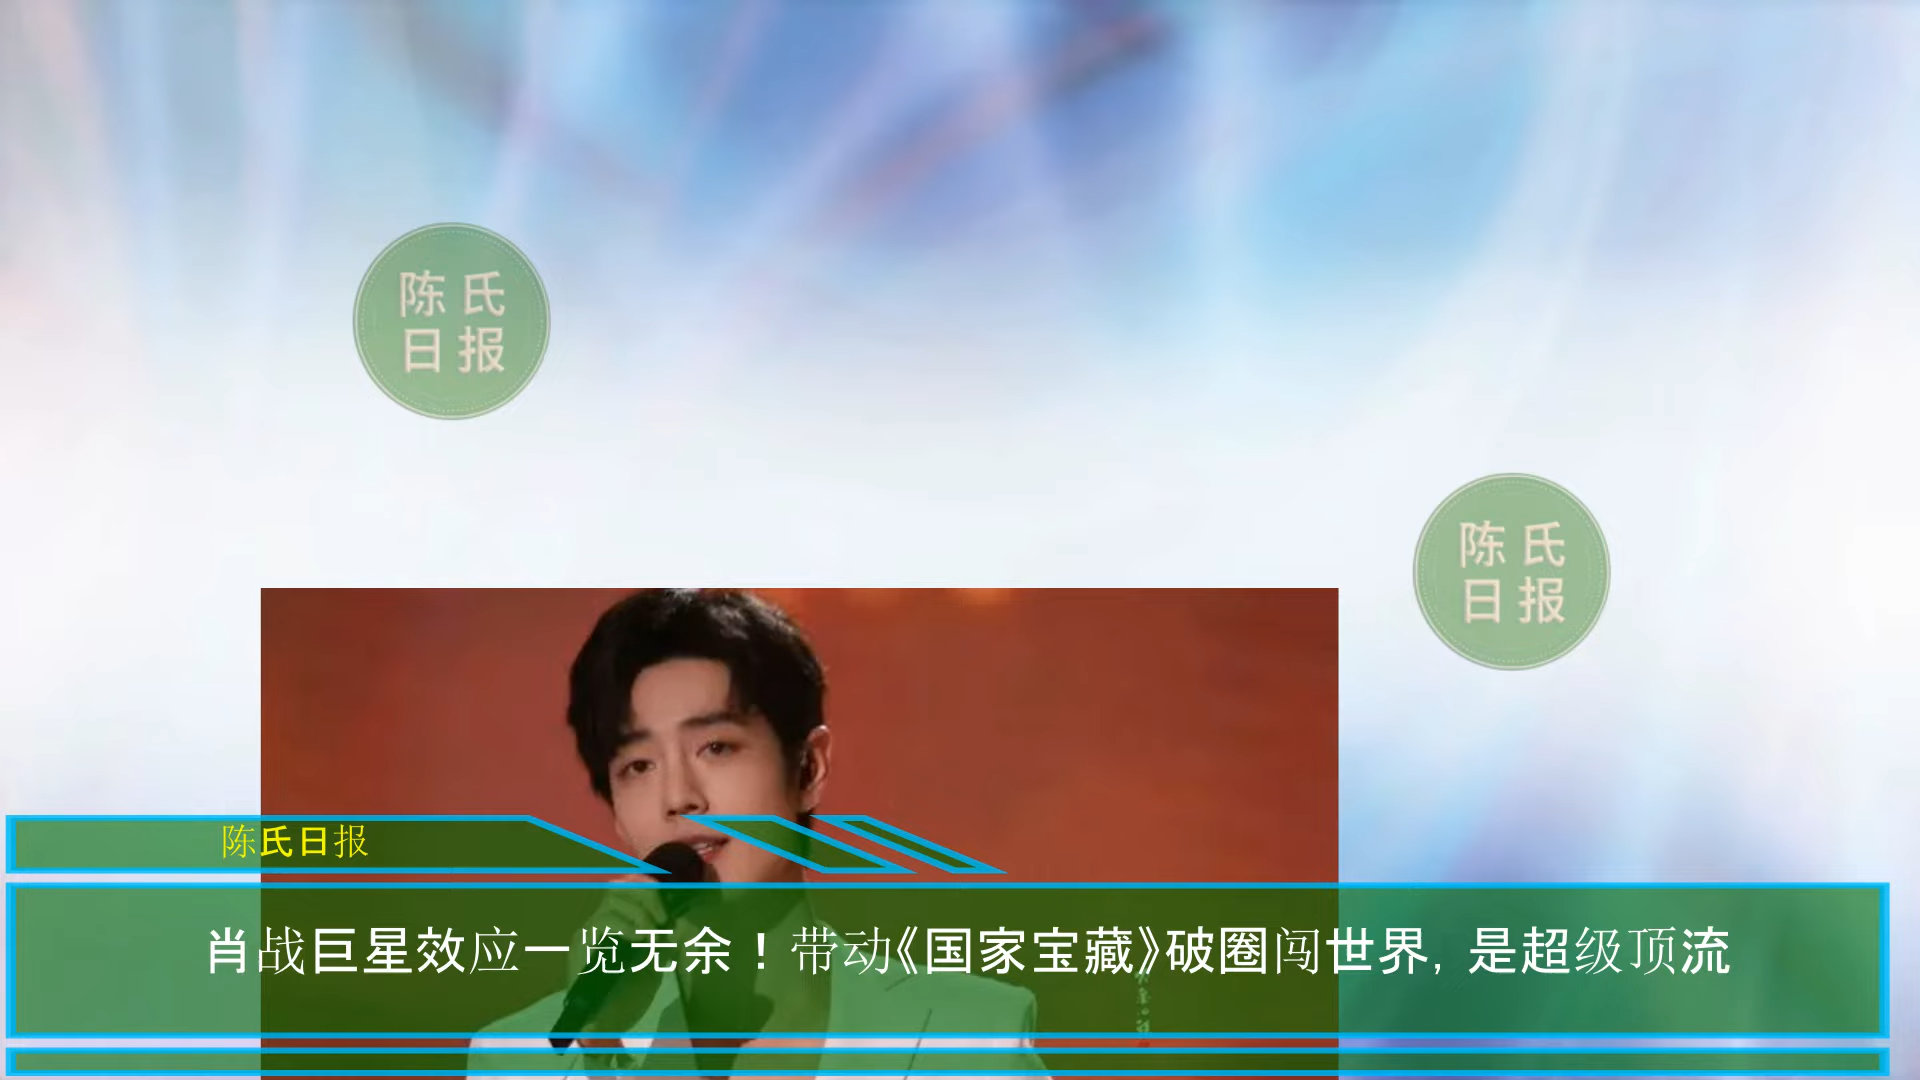 陈氏
日报
陈氏
日报
陈氏日报
肖战巨星效应一览无余！带动《国家宝藏》破圈闯世界，是超级顶流